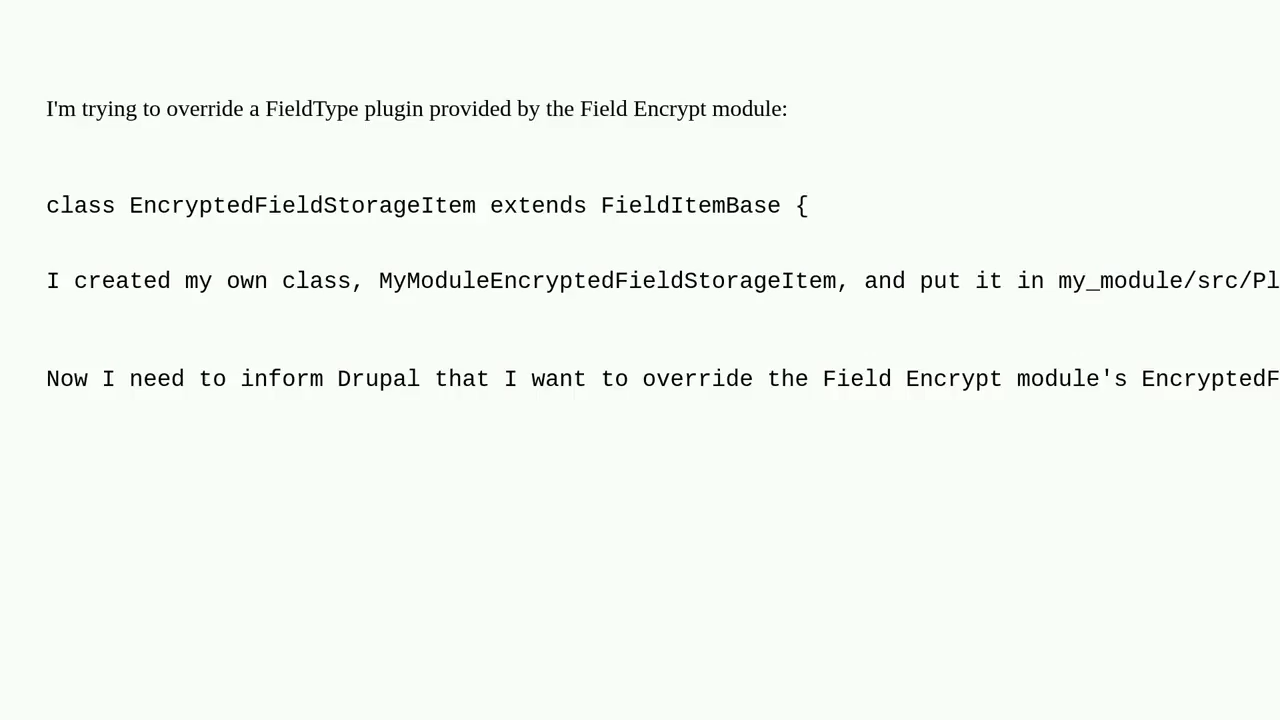 I'm trying to override a FieldType plugin provided by the Field Encrypt module:
class EncryptedFieldStorageItem extends FieldItemBase {
I created my own class, MyModuleEncryptedFieldStorageItem, and put it in my_module/src/Pl
Now I need to inform Drupal that I want to override the Field Encrypt module's EncryptedF